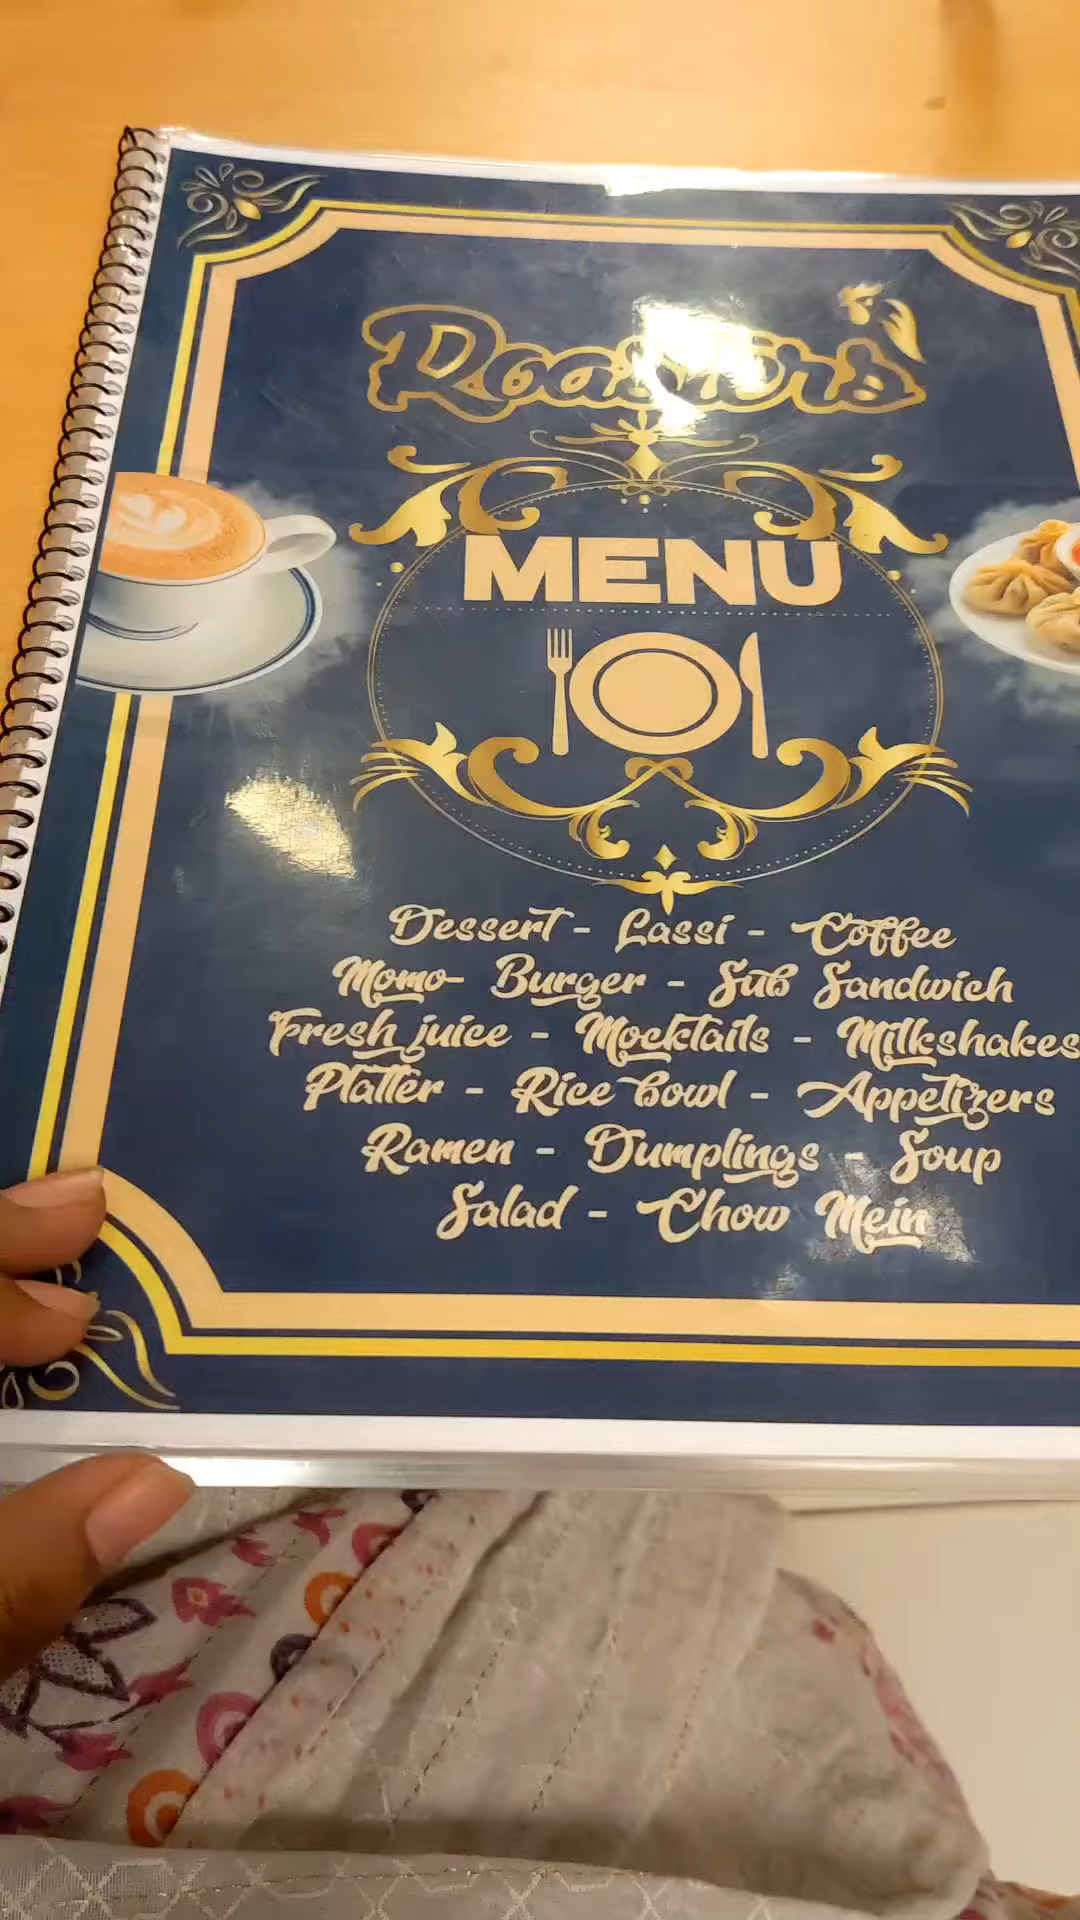 Roasters
MENU
Dessert - Lassi - Coffee
Momo- Burger - Sub Sandwich
Fresh juice - Mocktails - Milkshakes
Platter - Rice bowl - Appetizers
Ramen - Dumplings - Soup
Salad - Chow Mein